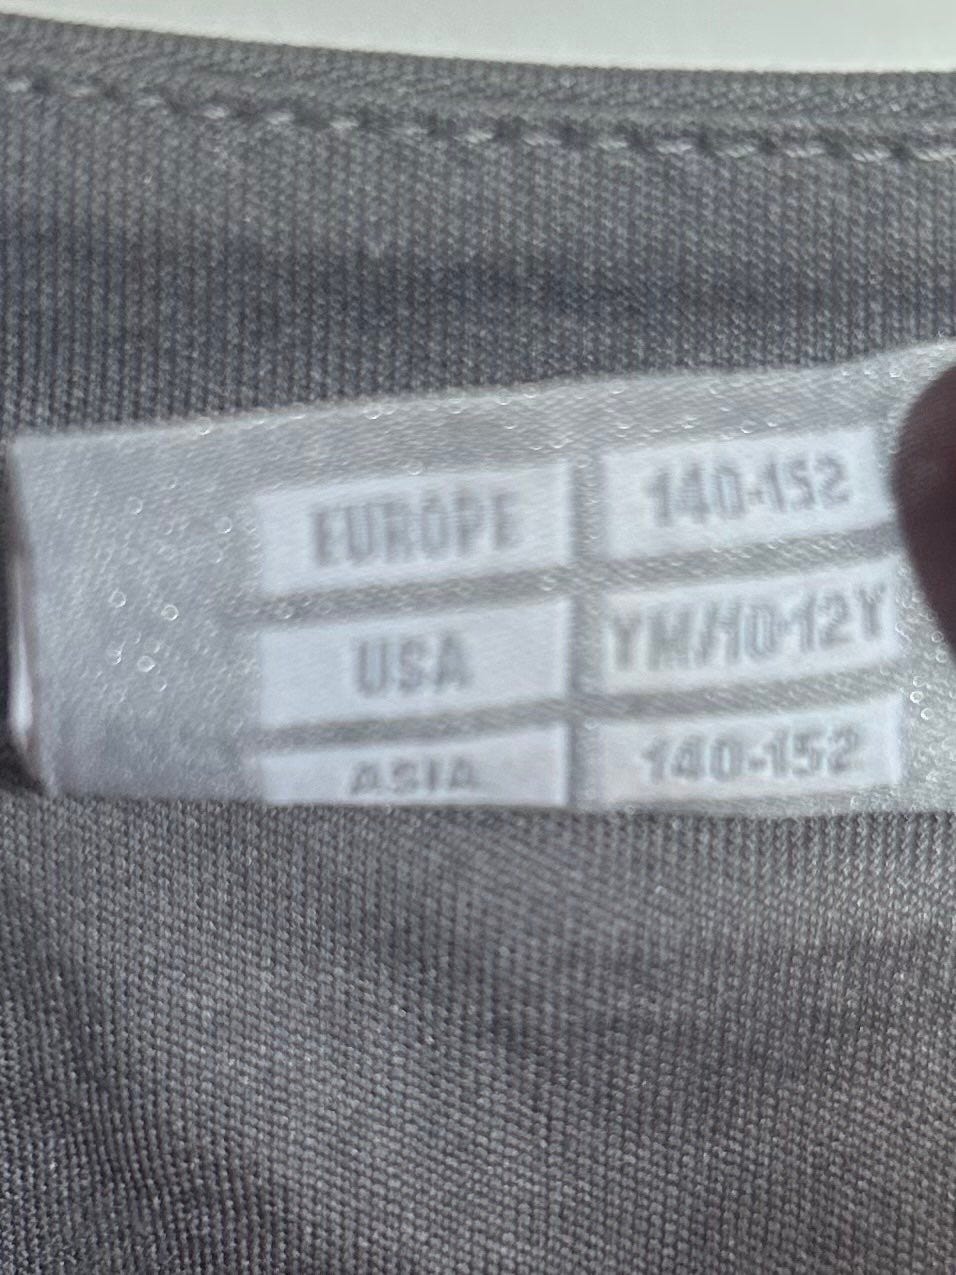 EUROPE 140-152
USA YM/10-12Y
ASIA 140-152